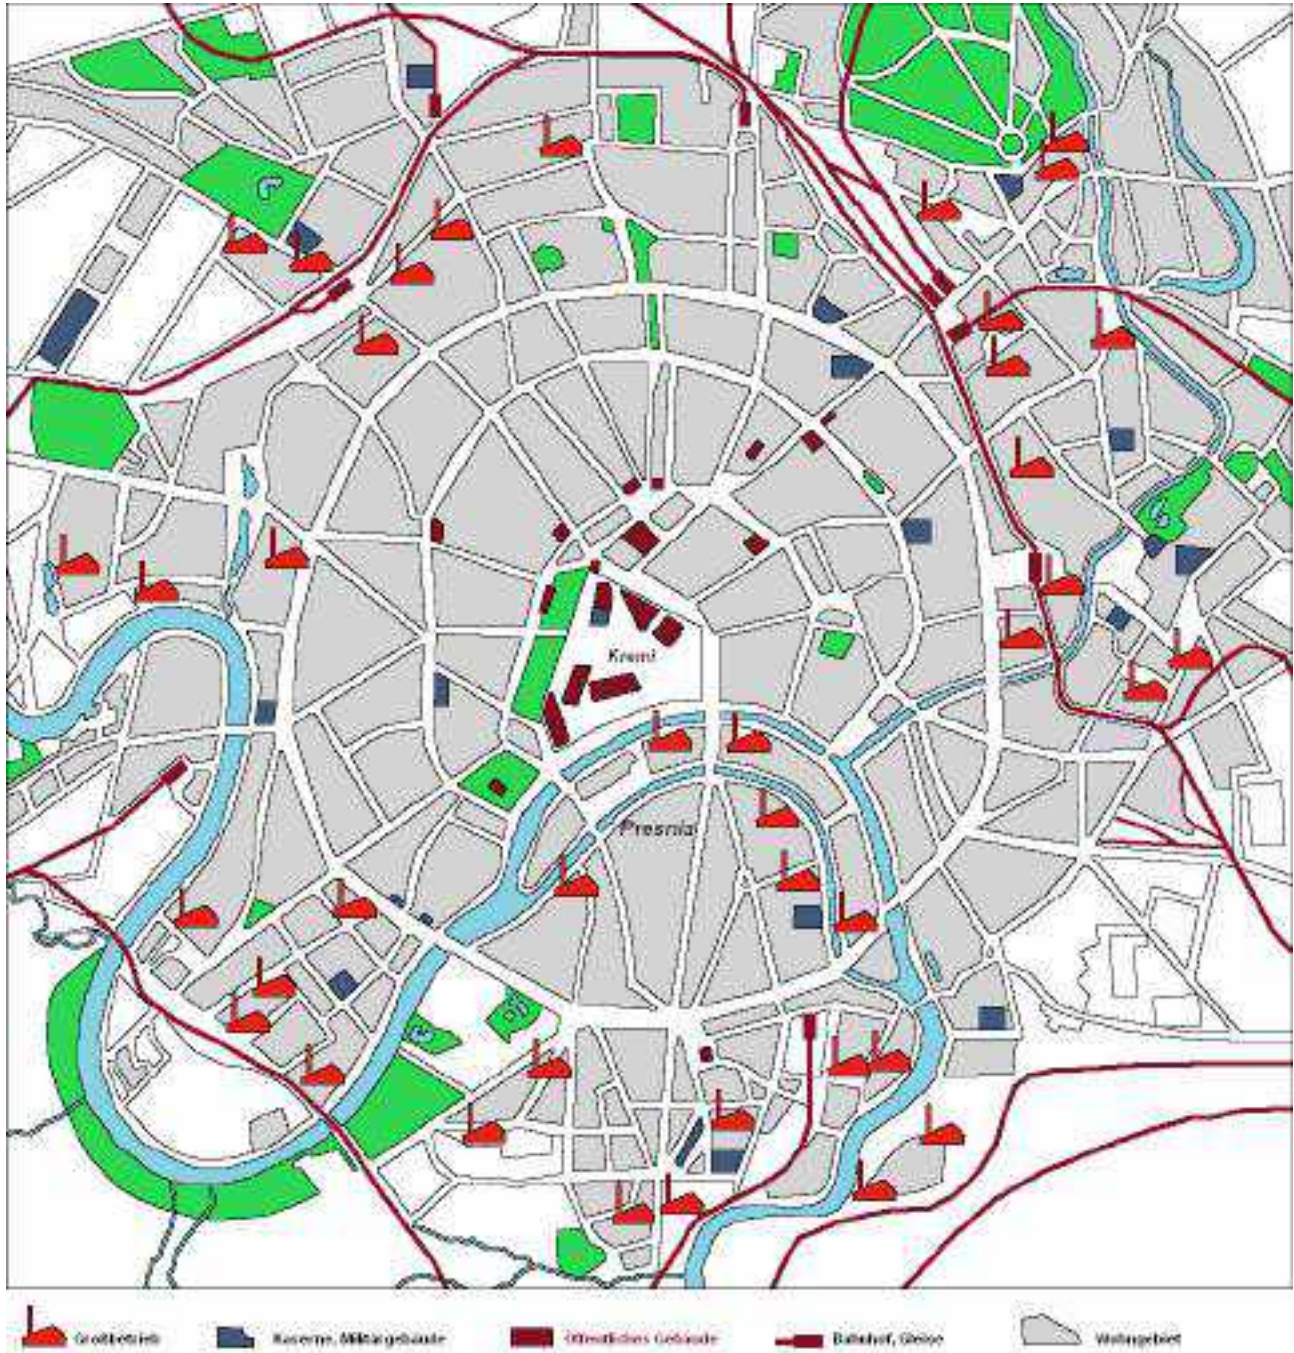 Kreml
Presnia
Großbetrieb
Kaserne, Militärgebäude
Öffentliches Gebäude
Bahnhof, Gleise
Wohngebiet